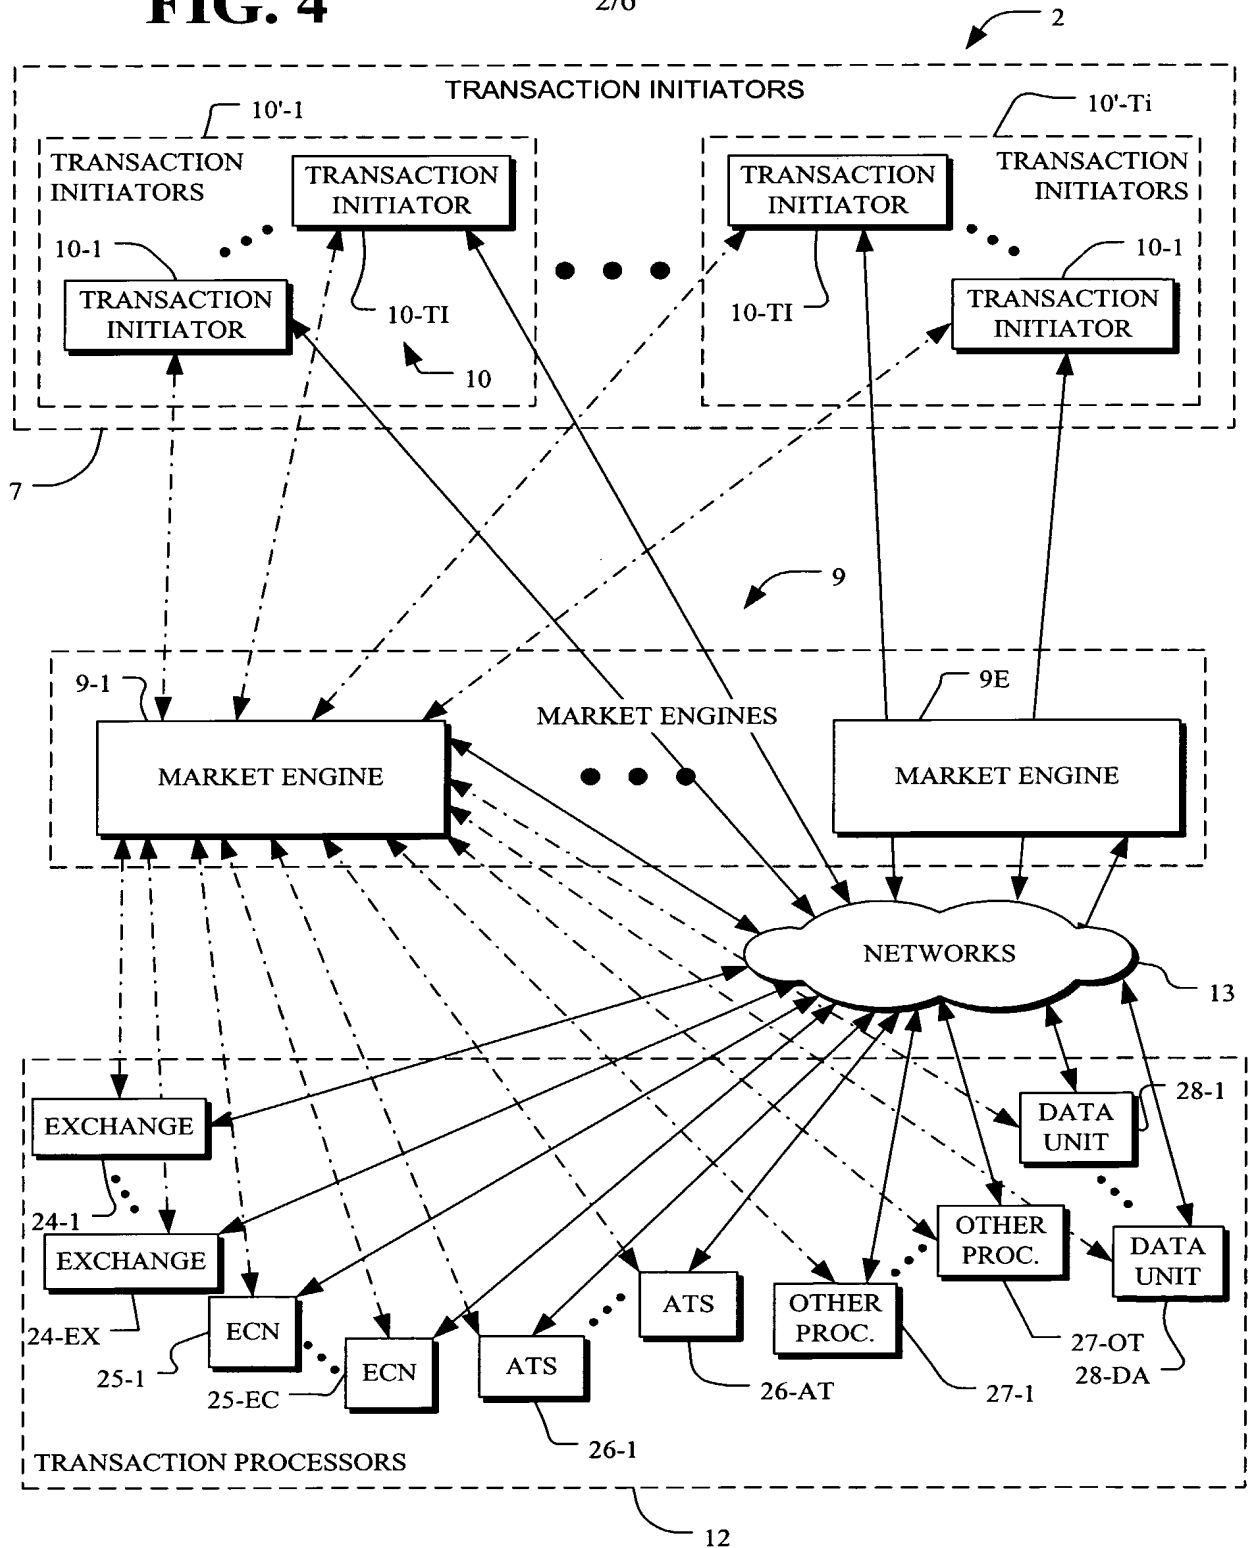 FIG. 4
2/6
2
TRANSACTION INITIATORS
10'-1
10'-Ti
TRANSACTION
INITIATORS
TRANSACTION
INITIATOR
TRANSACTION
INITIATOR
TRANSACTION
INITIATORS
10-1
10-1
TRANSACTION
INITIATOR
10-TI
10-TI
TRANSACTION
INITIATOR
10
7
9
9-1
9E
MARKET ENGINES
MARKET ENGINE
MARKET ENGINE
NETWORKS
13
28-1
EXCHANGE
DATA
UNIT
24-1
EXCHANGE
OTHER
PROC.
DATA
UNIT
ATS
OTHER
PROC.
ECN
24-EX
27-OT
ECN
ATS
25-1
28-DA
25-EC
26-AT
27-1
26-1
TRANSACTION PROCESSORS
12